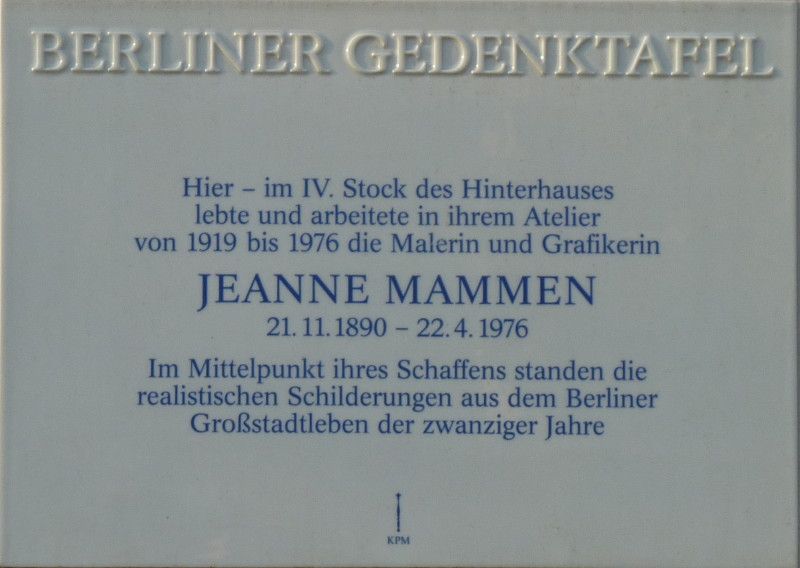 BERLINER GEDENKTAFEL
Hier – im IV. Stock des Hinterhauses
lebte und arbeitete in ihrem Atelier
von 1919 bis 1976 die Malerin und Grafikerin
JEANNE MAMMEN
21. 11. 1890 – 22. 4. 1976
Im Mittelpunkt ihres Schaffens standen die
realistischen Schilderungen aus dem Berliner
Großstadtleben der zwanziger Jahre
KPM